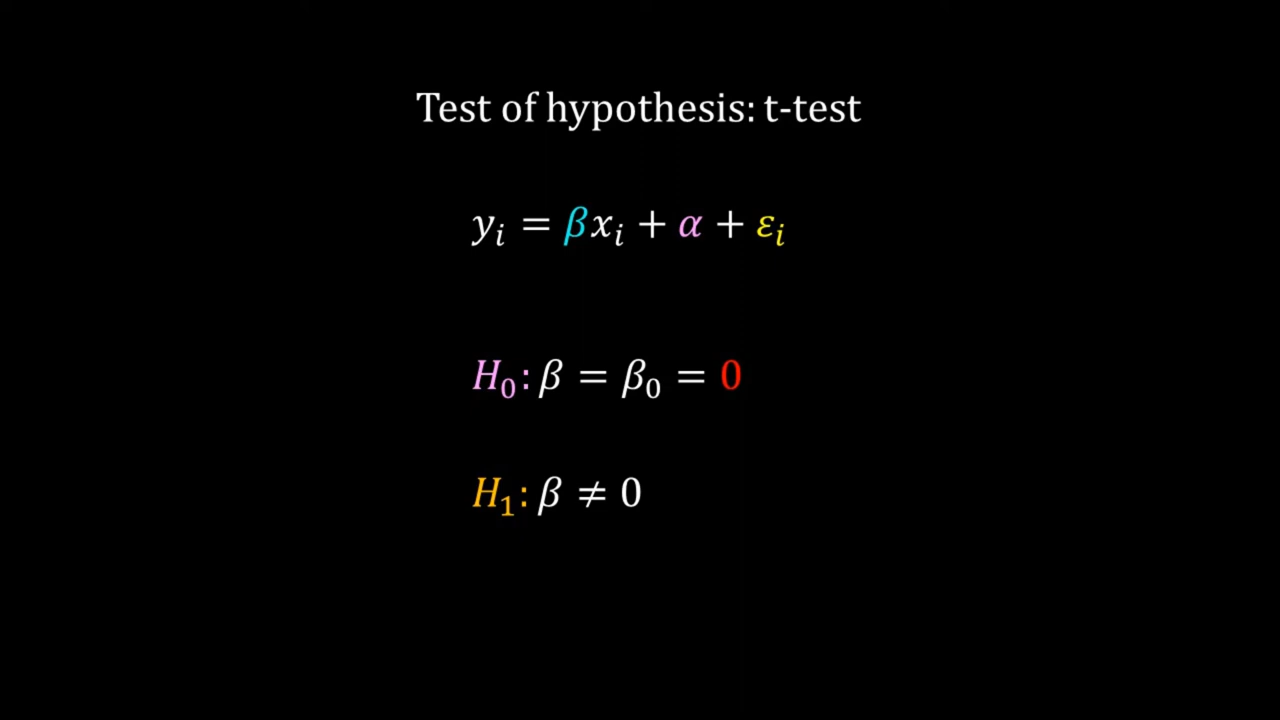 Test of hypothesis: t-test
yᵢ = βxᵢ + α + εᵢ
H₀: β = β₀ = 0
H₁: β ≠ 0